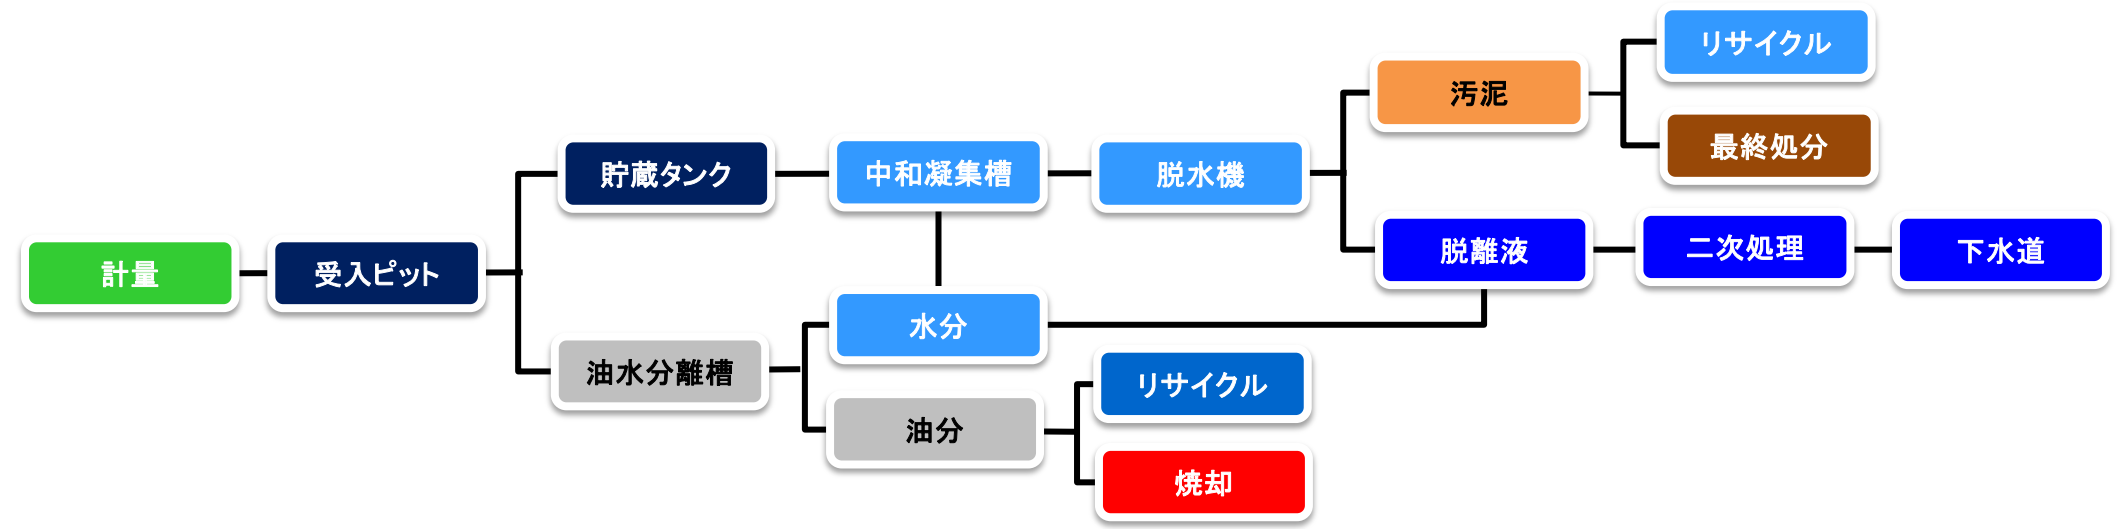 計量
受入ピット
貯蔵タンク
中和凝集槽
脱水機
汚泥
リサイクル
最終処分
脱離液
二次処理
下水道
油水分離槽
水分
油分
リサイクル
焼却